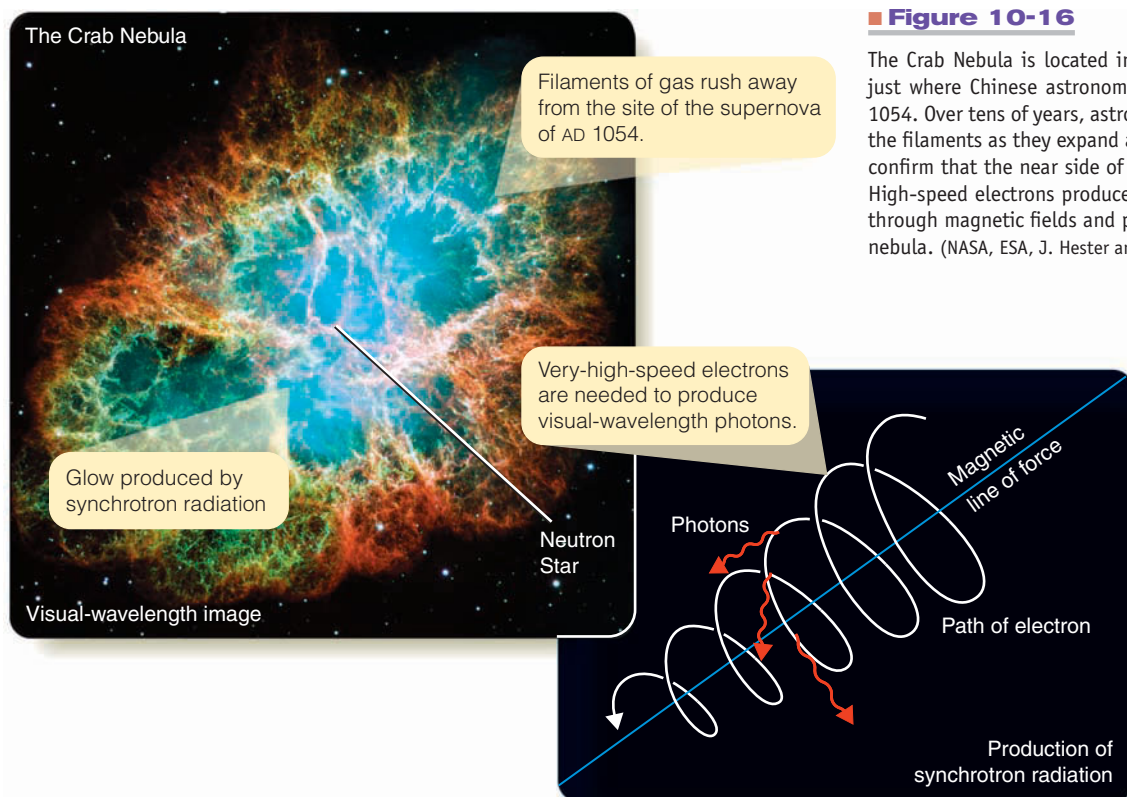 The Crab Nebula
Filaments of gas rush away
from the site of the supernova
of AD 1054.
Glow produced by
synchrotron radiation
Neutron
Star
Visual-wavelength image
■ Figure 10-16
The Crab Nebula is located in
just where Chinese astronom
1054. Over tens of years, astro
the filaments as they expand a
confirm that the near side of
High-speed electrons produce
through magnetic fields and p
nebula. (NASA, ESA, J. Hester an
Very-high-speed electrons
are needed to produce
visual-wavelength photons.
Magnetic
line of force
Photons
Path of electron
Production of
synchrotron radiation